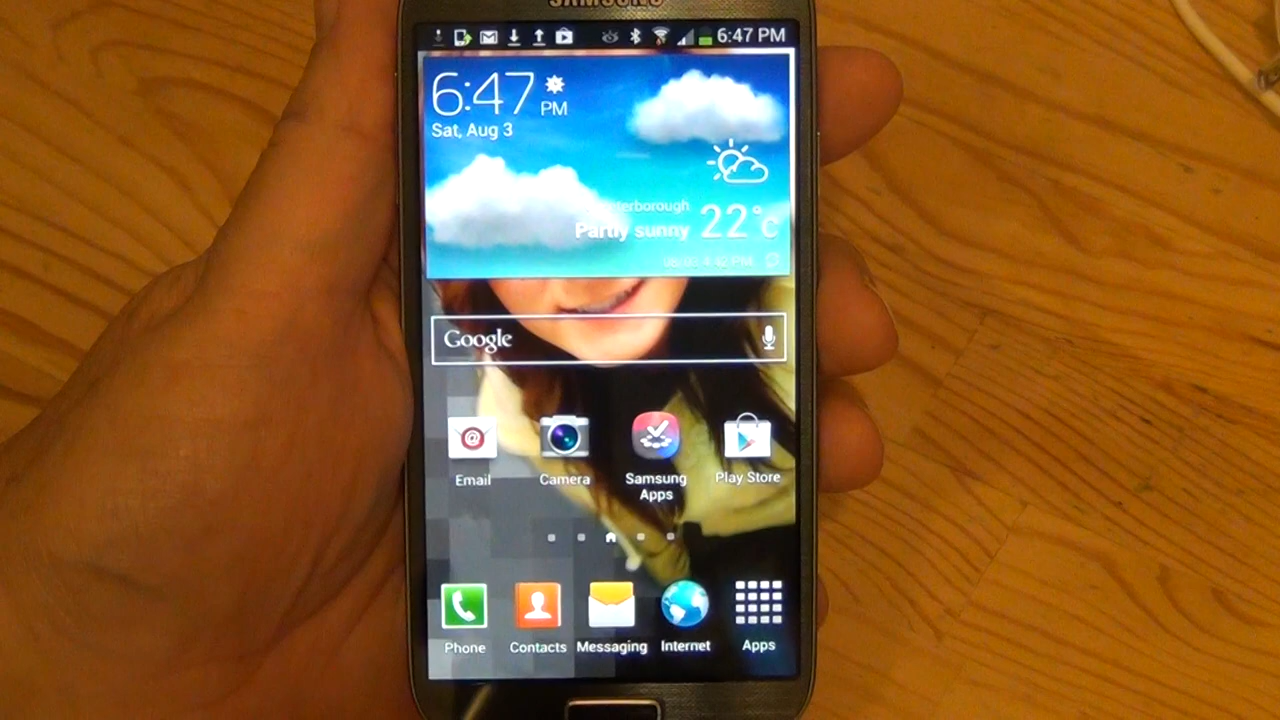 SAMSUNG
6:47 PM
6:47 PM
Sat, Aug 3
Partly sunny
22°C
Google
Email
Camera
Samsung Apps
Play Store
Phone
Contacts
Messaging
Internet
Apps